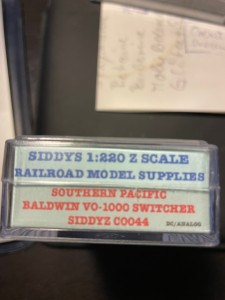 SIDDYS 1:220 Z SCALE
RAILROAD MODEL SUPPLIES
SOUTHERN PACIFIC
BALDWIN VO-1000 SWITCHER
SIDDYZ C0044
DC/ANALOG